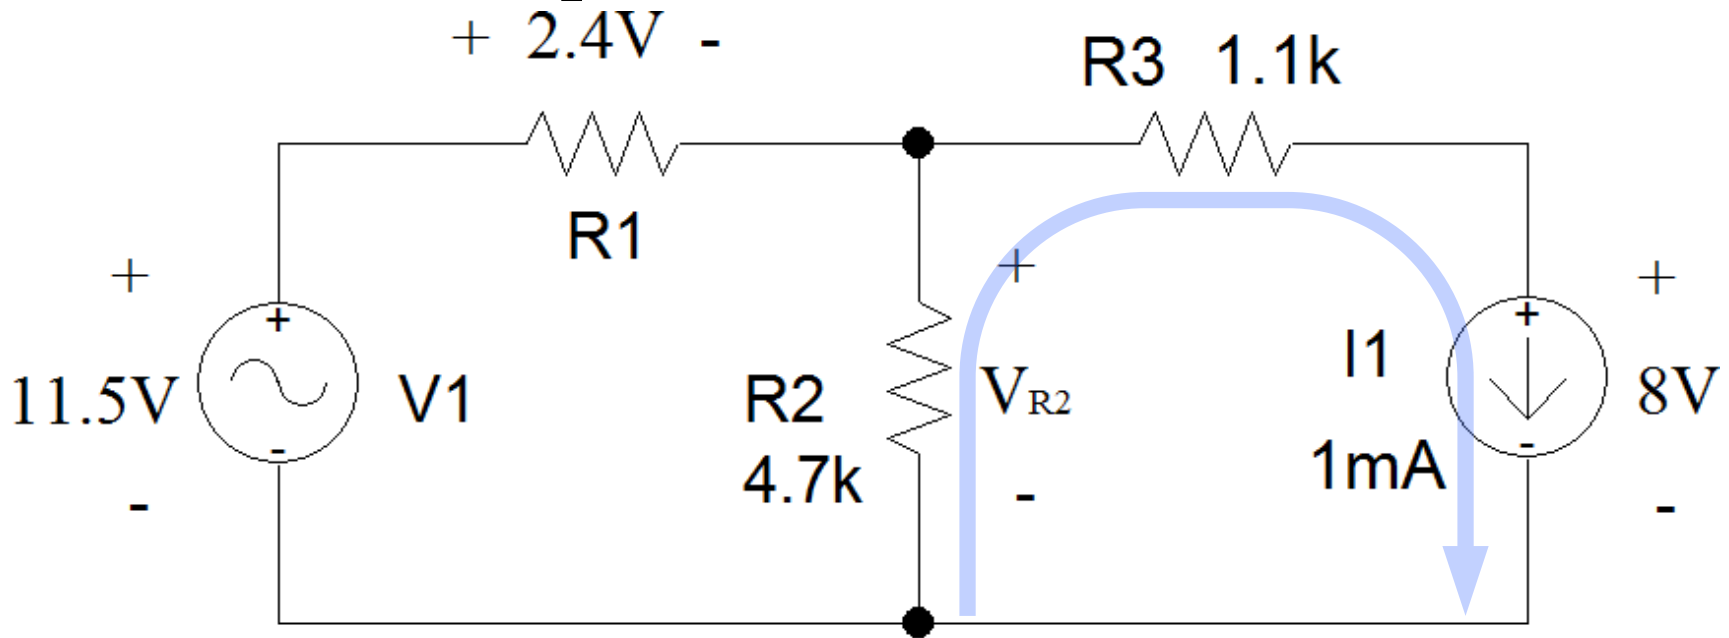 + 2.4V -
R3 1.1k
R1
+
+
+
+
+
11.5V
V1
R2
4.7k
VR2
I1
1mA
8V
-
-
-
-
-